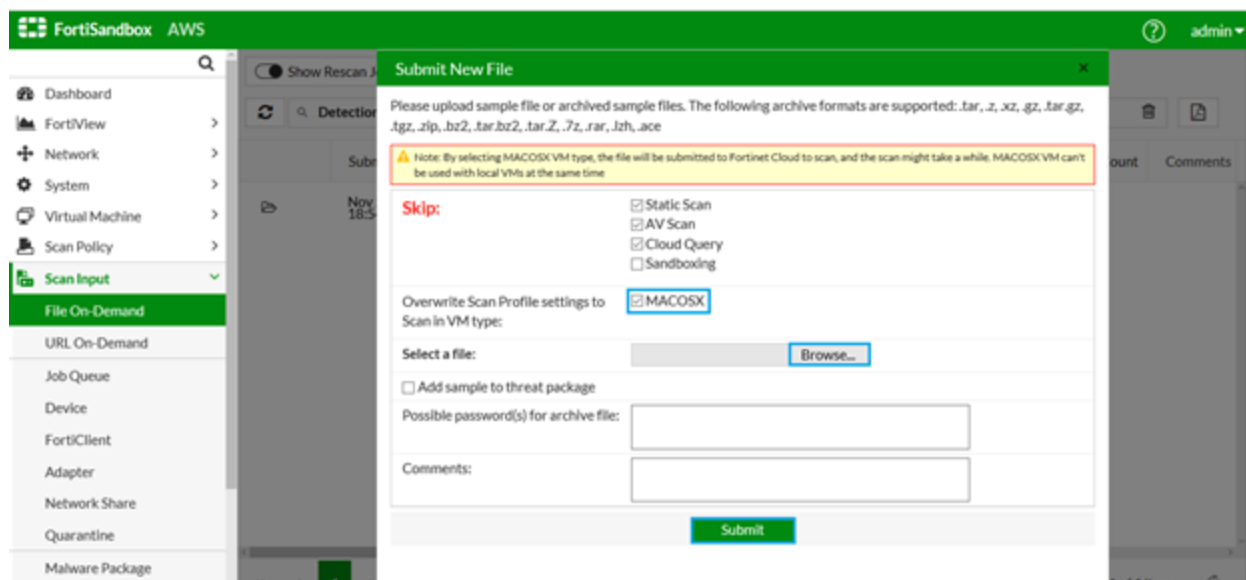 FortiSandbox AWS
admin
Dashboard
FortiView
Network
System
Virtual Machine
Scan Policy
Scan Input
File On-Demand
URL On-Demand
Job Queue
Device
FortiClient
Adapter
Network Share
Quarantine
Malware Package
Show Rescan J
Detection
Subm
Nov
18:5
ount
Comments
Submit New File
×
Please upload sample file or archived sample files. The following archive formats are supported: .tar, .z, .xz, .gz, .tar.gz,
.tgz, .zip, .bz2, .tar.bz2, .tar.Z, .7z, .rar, .lzh, .ace
Note: By selecting MACOSX VM type, the file will be submitted to Fortinet Cloud to scan, and the scan might take a while. MACOSX VM can't
be used with local VMs at the same time
Skip:
Static Scan
AV Scan
Cloud Query
Sandboxing
Overwrite Scan Profile settings to
Scan in VM type:
MACOSX
Select a file:
Browse...
Add sample to threat package
Possible password(s) for archive file:
Comments:
Submit